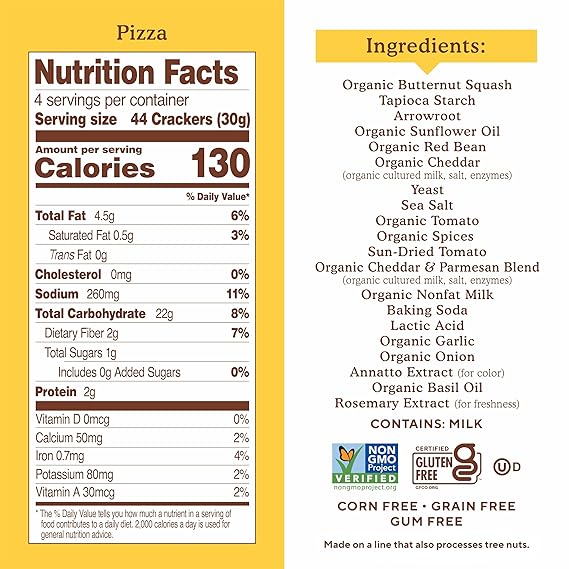 Pizza
Nutrition Facts
4 servings per container
Serving size 44 Crackers (30g)
Amount per serving
Calories 130
% Daily Value*
Total Fat 4.5g 6%
Saturated Fat 0.5g 3%
Trans Fat 0g
Cholesterol 0mg 0%
Sodium 260mg 11%
Total Carbohydrate 22g 8%
Dietary Fiber 2g 7%
Total Sugars 1g
Includes 0g Added Sugars 0%
Protein 2g
Vitamin D 0mcg 0%
Calcium 50mg 2%
Iron 0.7mg 4%
Potassium 80mg 2%
Vitamin A 30mcg 2%
* The % Daily Value tells you how much a nutrient in a serving of
food contributes to a daily diet. 2,000 calories a day is used for
general nutrition advice.
Ingredients:
Organic Butternut Squash
Tapioca Starch
Arrowroot
Organic Sunflower Oil
Organic Red Bean
Organic Cheddar
(organic cultured milk, salt, enzymes)
Yeast
Sea Salt
Organic Tomato
Organic Spices
Sun-Dried Tomato
Organic Cheddar & Parmesan Blend
(organic cultured milk, salt, enzymes)
Organic Nonfat Milk
Baking Soda
Lactic Acid
Organic Garlic
Organic Onion
Annatto Extract (for color)
Organic Basil Oil
Rosemary Extract (for freshness)
CONTAINS: MILK
NON
GMO
Project
VERIFIED
nongmoproject.org
CERTIFIED
GLUTEN
FREE
GFCO.ORG
U D
CORN FREE • GRAIN FREE
GUM FREE
Made on a line that also processes tree nuts.